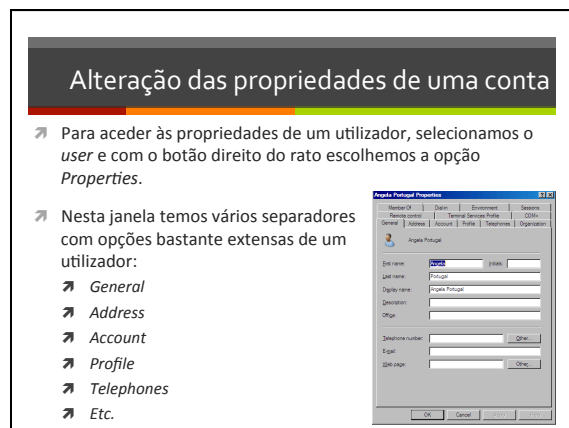 Alteração das propriedades de uma conta
Para aceder às propriedades de um utilizador, selecionamos o
user e com o botão direito do rato escolhemos a opção
Properties.
Nesta janela temos vários separadores
com opções bastante extensas de um
utilizador:
General
Address
Account
Profile
Telephones
Etc.
Angela Portugal Properties
Member Of Dial-in Environment Sessions
Remote control Terminal Services Profile COM+
General Address Account Profile Telephones Organization
Angela Portugal
First name: Angela Initials:
Last name: Portugal
Display name: Angela Portugal
Description:
Office:
Telephone number: Other...
E-mail:
Web page: Other...
OK Cancel Apply Help